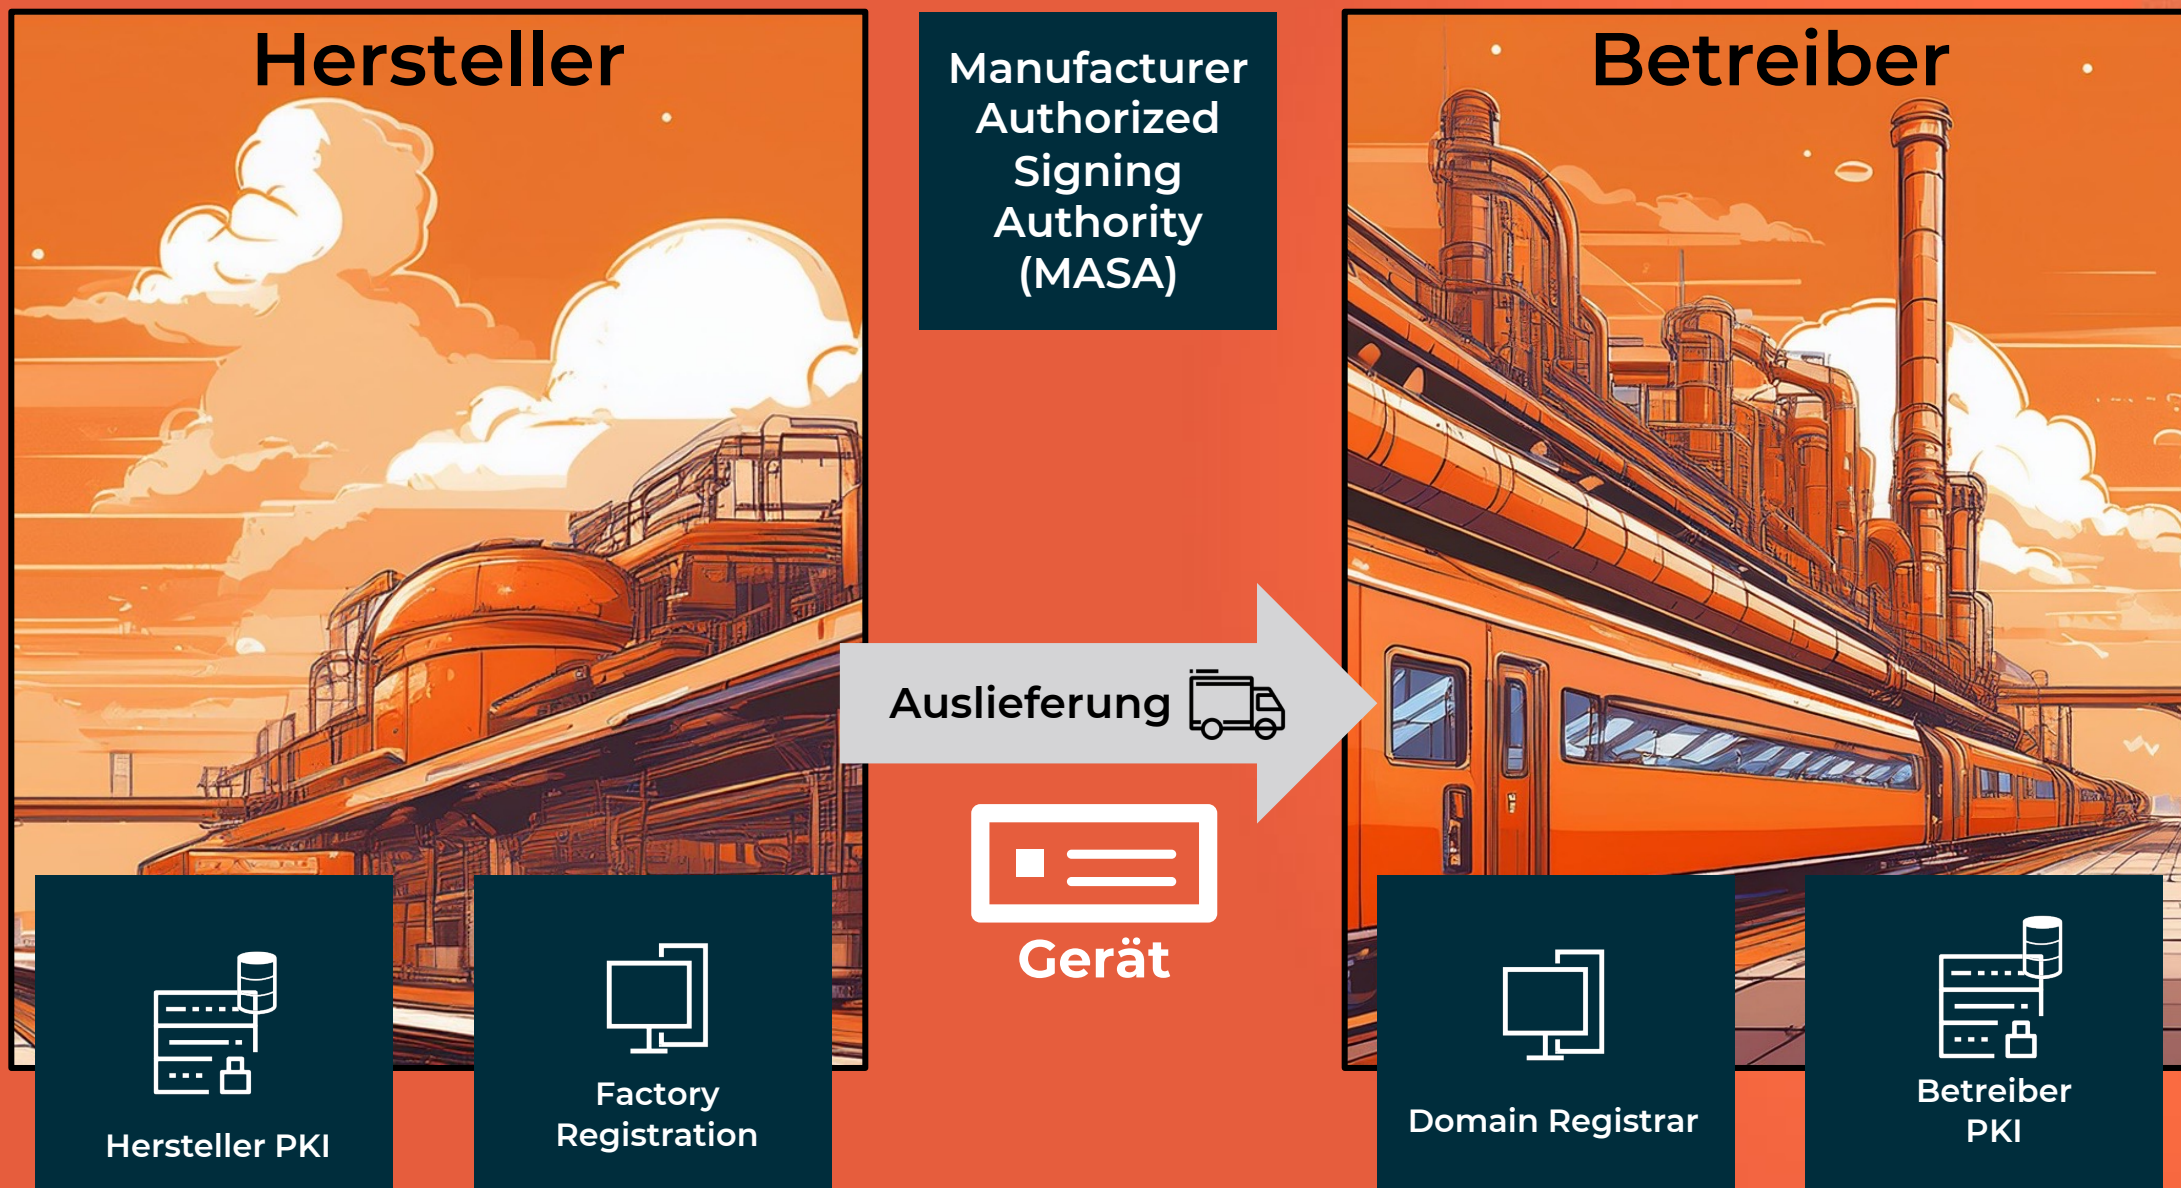 Hersteller
Manufacturer
Authorized
Signing
Authority
(MASA)
Betreiber
Auslieferung
Gerät
Hersteller PKI
Factory
Registration
Domain Registrar
Betreiber
PKI